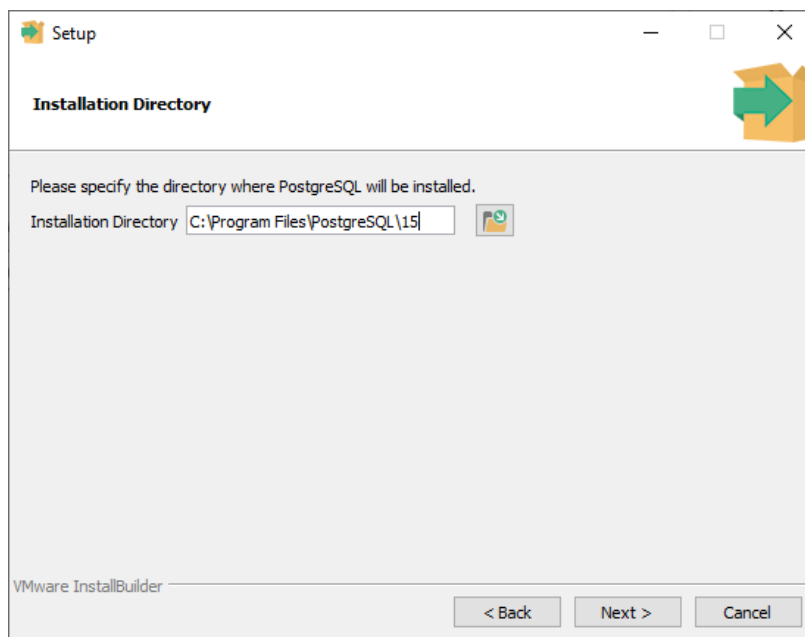 Setup
Installation Directory
Please specify the directory where PostgreSQL will be installed.
Installation Directory C:\Program Files\PostgreSQL\15
VMware InstallBuilder
< Back Next > Cancel